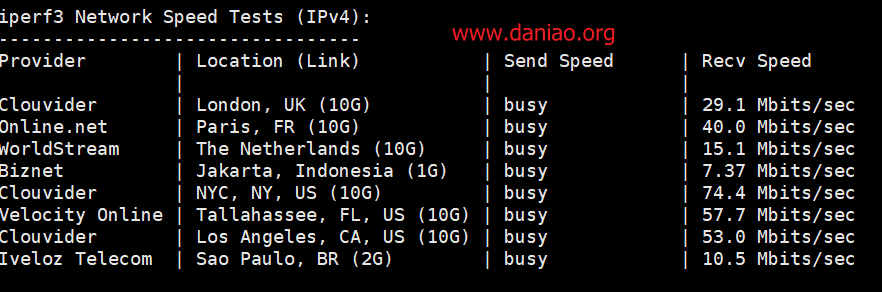 iperf3 Network Speed Tests (IPv4):
www.daniao.org
---------------------------------
Provider        | Location (Link)           | Send Speed      | Recv Speed
                |                           |                 |
Clouvider       | London, UK (10G)          | busy            | 29.1 Mbits/sec
Online.net      | Paris, FR (10G)           | busy            | 40.0 Mbits/sec
WorldStream     | The Netherlands (10G)     | busy            | 15.1 Mbits/sec
Biznet          | Jakarta, Indonesia (1G)   | busy            | 7.37 Mbits/sec
Clouvider       | NYC, NY, US (10G)         | busy            | 74.4 Mbits/sec
Velocity Online | Tallahassee, FL, US (10G) | busy            | 57.7 Mbits/sec
Clouvider       | Los Angeles, CA, US (10G) | busy            | 53.0 Mbits/sec
Iveloz Telecom  | Sao Paulo, BR (2G)        | busy            | 10.5 Mbits/sec